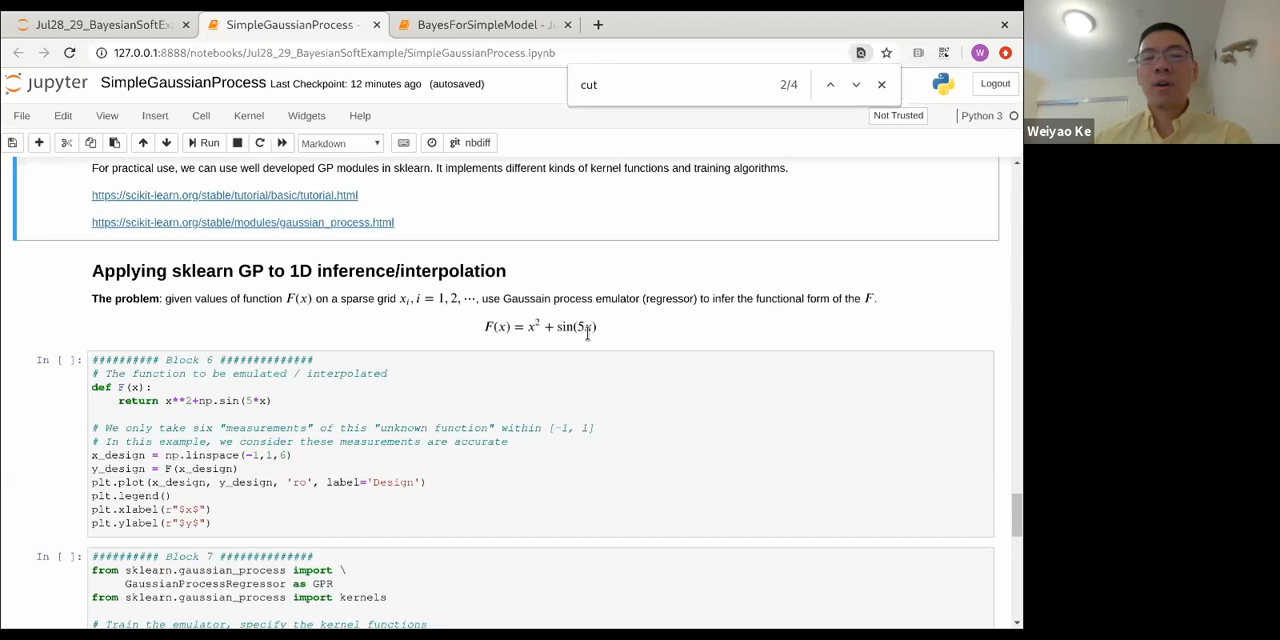 Jul28_29_BayesianSoftEx
SimpleGaussianProcess -
BayesForSimpleModel - J
127.0.0.1:8888/notebooks/Jul28_29_BayesianSoftExample/SimpleGaussianProcess.ipynb
W
cut 2/4
jupyter SimpleGaussianProcess Last Checkpoint: 12 minutes ago (autosaved)
Logout
File Edit View Insert Cell Kernel Widgets Help
Not Trusted Python 3
Run Markdown git nbdiff
For practical use, we can use well developed GP modules in sklearn. It implements different kinds of kernel functions and training algorithms.
https://scikit-learn.org/stable/tutorial/basic/tutorial.html
https://scikit-learn.org/stable/modules/gaussian_process.html
Applying sklearn GP to 1D inference/interpolation
The problem: given values of function F(x) on a sparse grid xᵢ, i = 1, 2, ⋯, use Gaussain process emulator (regressor) to infer the functional form of the F.
F(x) = x² + sin(5x)
In [ ]:
########## Block 6 ##############
# The function to be emulated / interpolated
def F(x):
return x**2+np.sin(5*x)
# We only take six "measurements" of this "unknown function" within [-1, 1]
# In this example, we consider these measurements are accurate
x_design = np.linspace(-1,1,6)
y_design = F(x_design)
plt.plot(x_design, y_design, 'ro', label='Design')
plt.legend()
plt.xlabel(r"$x$")
plt.ylabel(r"$y$")
In [ ]:
########## Block 7 ##############
from sklearn.gaussian_process import \
GaussianProcessRegressor as GPR
from sklearn.gaussian_process import kernels
# Train the emulator, specify the kernel functions
Weiyao Ke